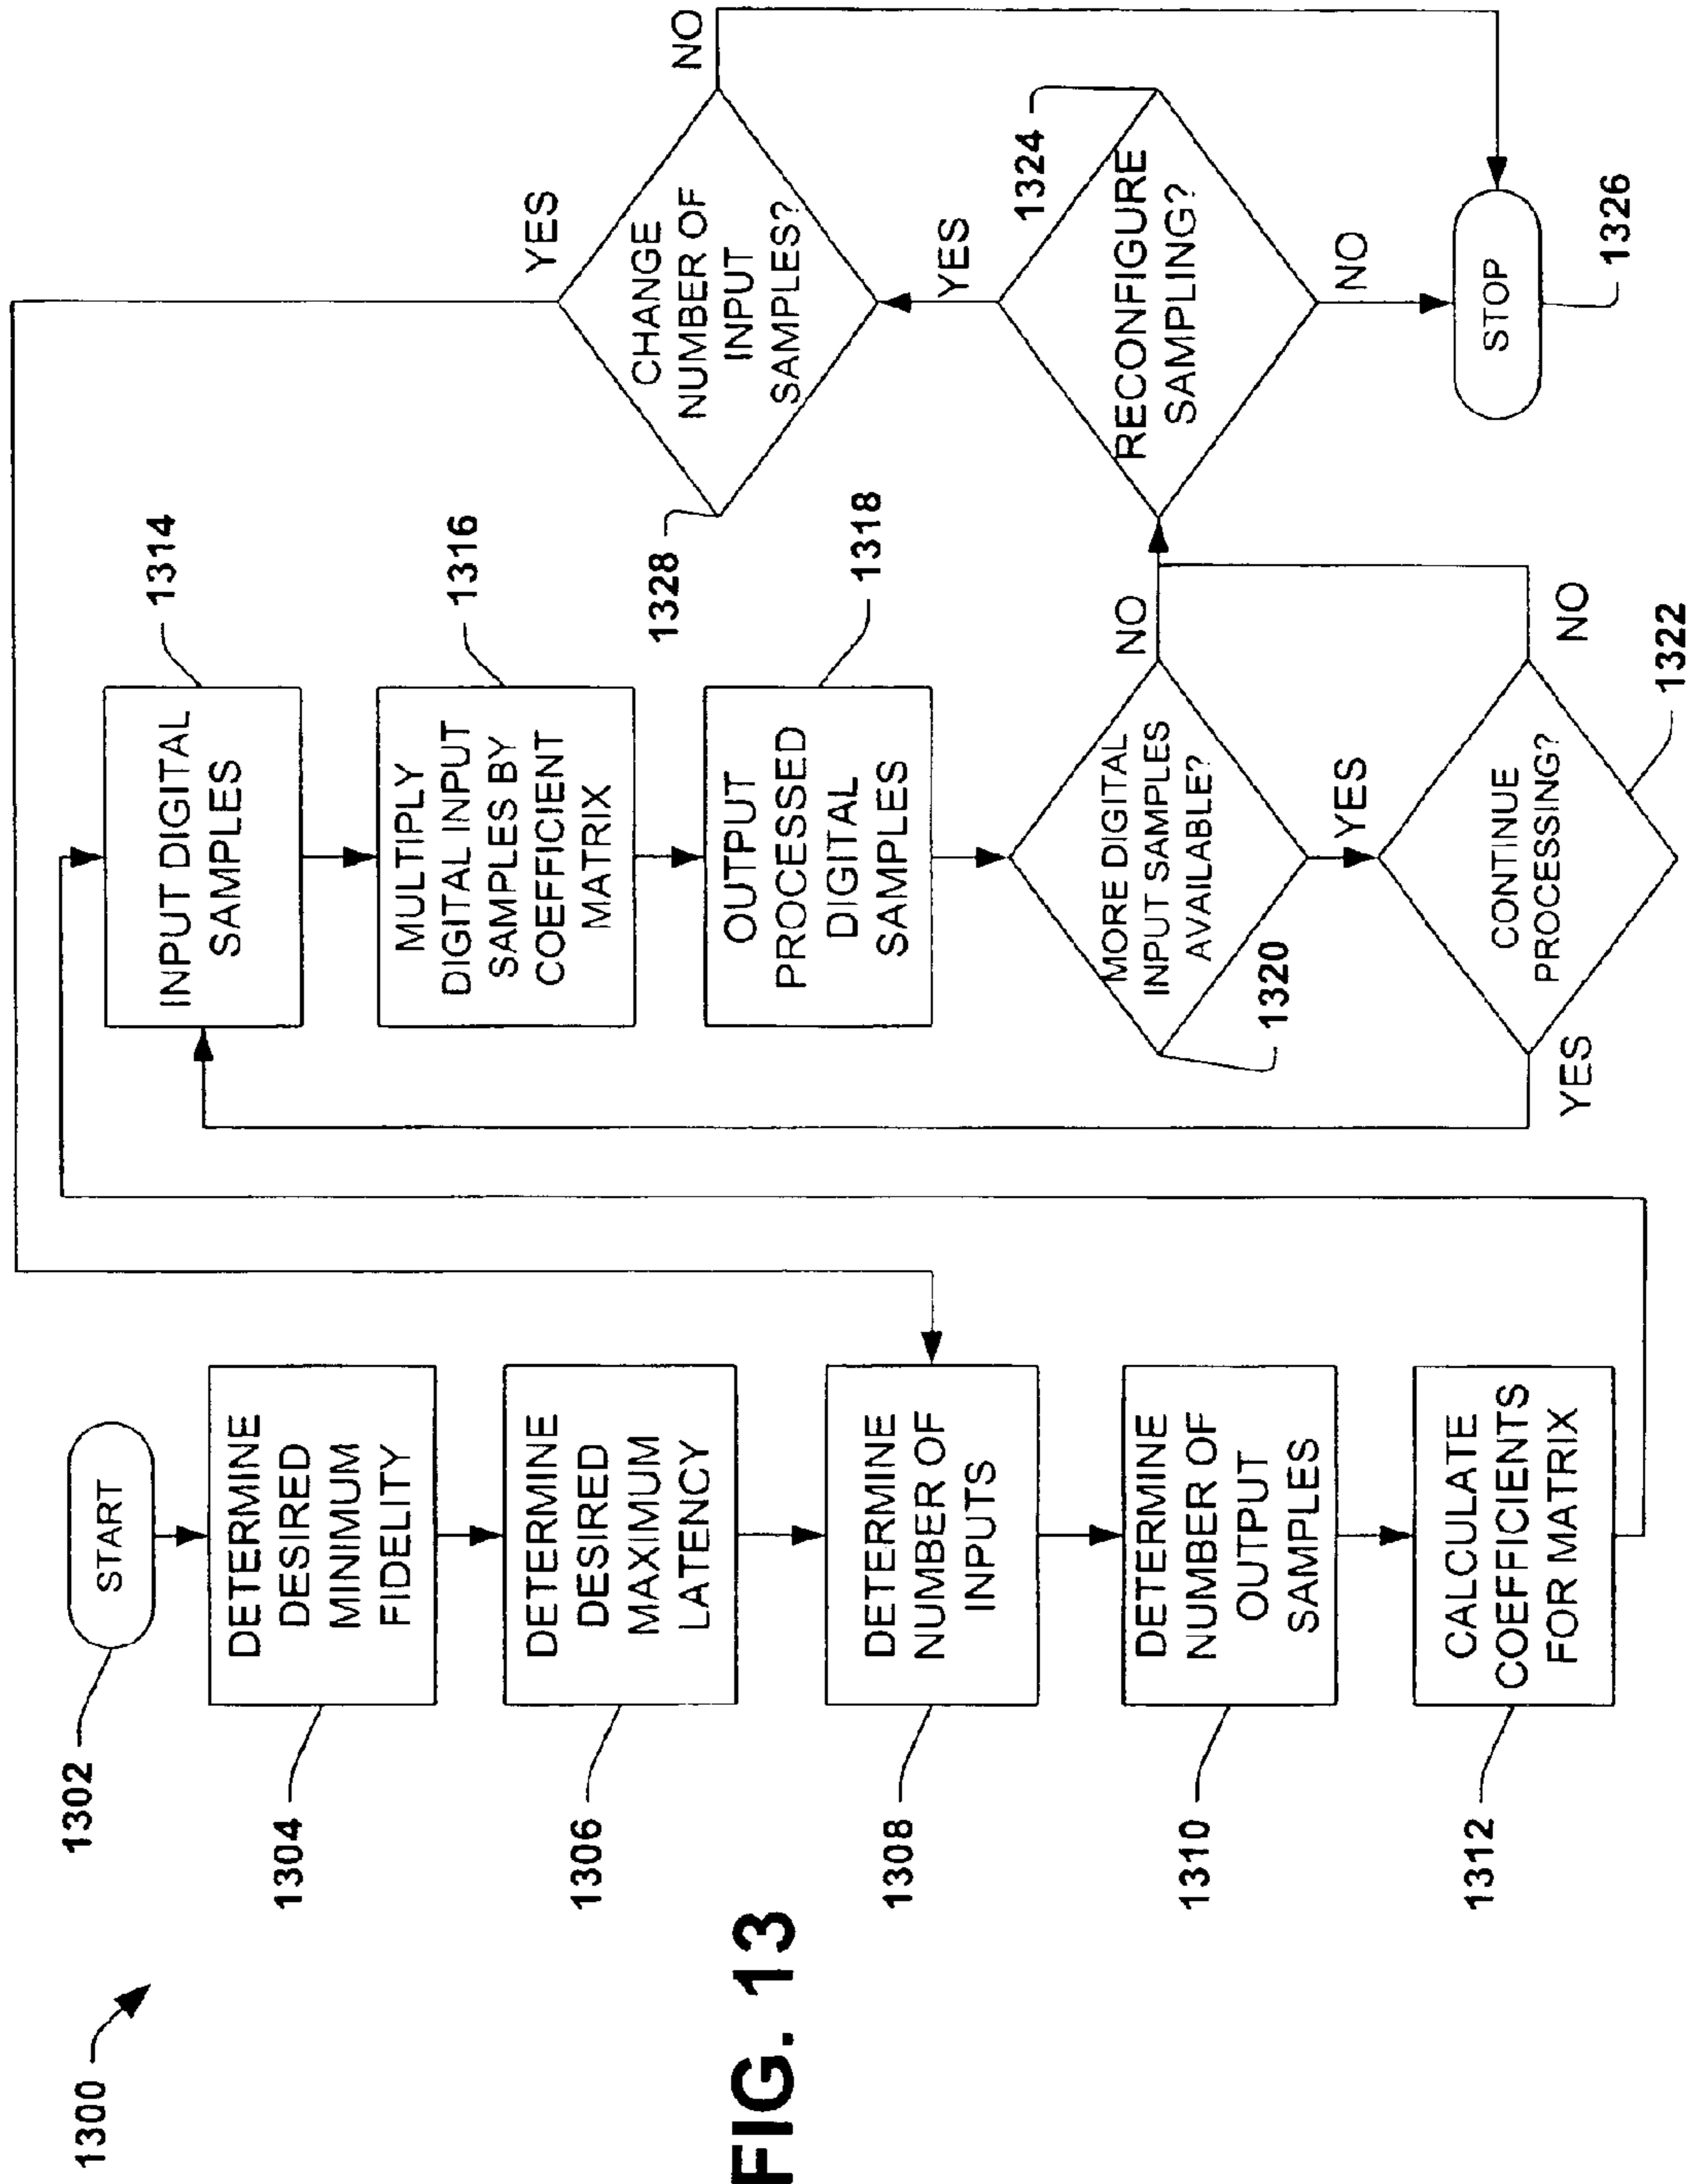 1300
1302
START
1304
DETERMINE
DESIRED
MINIMUM
FIDELITY
1306
DETERMINE
DESIRED
MAXIMUM
LATENCY
1308
DETERMINE
NUMBER OF
INPUTS
1310
DETERMINE
NUMBER OF
OUTPUT
SAMPLES
1312
CALCULATE
COEFFICIENTS
FOR MATRIX
INPUT DIGITAL
SAMPLES
1314
MULTIPLY
DIGITAL INPUT
SAMPLES BY
COEFFICIENT
MATRIX
1316
OUTPUT
PROCESSED
DIGITAL
SAMPLES
1318
MORE DIGITAL
INPUT SAMPLES
AVAILABLE?
1320
NO
YES
CONTINUE
PROCESSING?
1322
YES
NO
RECONFIGURE
SAMPLING?
1324
YES
NO
CHANGE
NUMBER OF
INPUT
SAMPLES?
1328
YES
NO
STOP
1326
FIG. 13